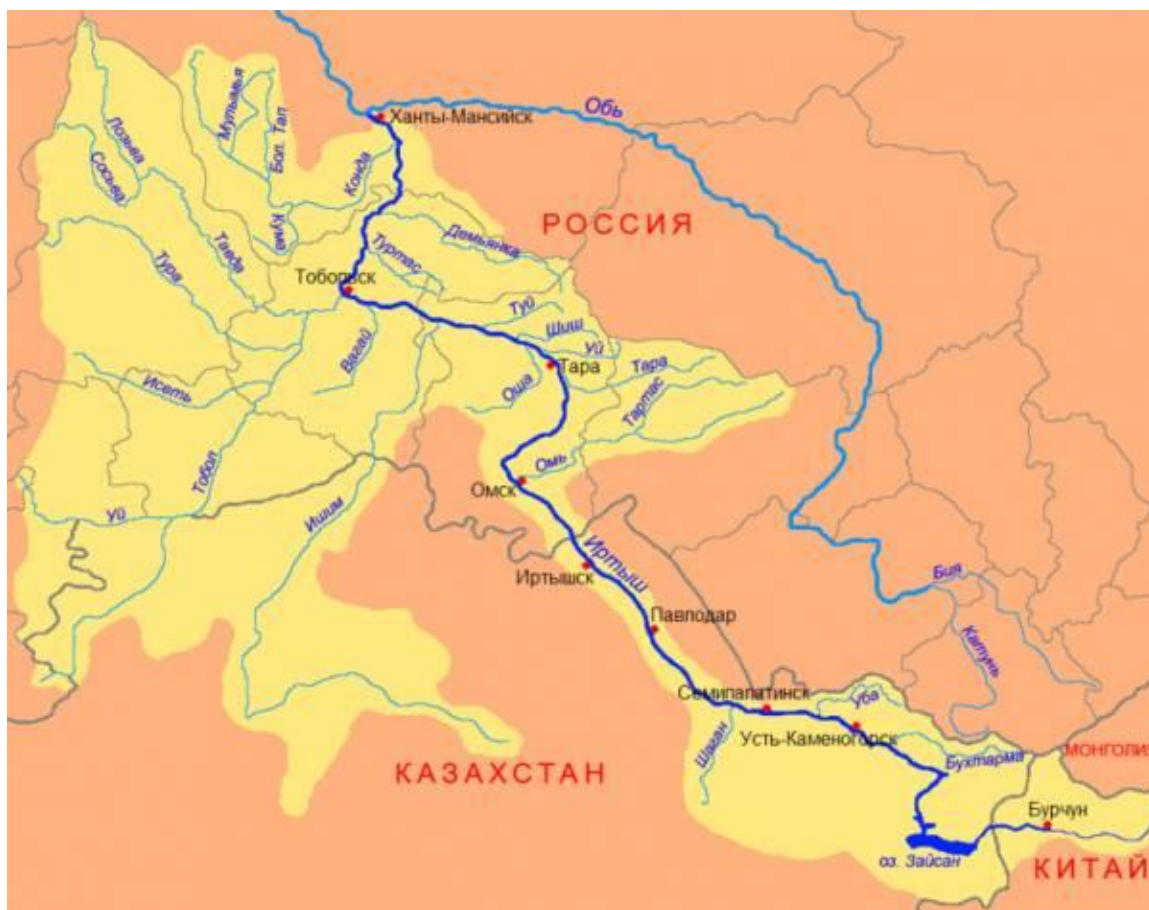 Обь
Ханты-Мансийск
Мулымья
Бол. Тап
Лозьва
Сосьва
Конда
Кума
РОССИЯ
Демьянка
Туртас
Тавда
Тура
Тобольск
Туй
Шиш
Уй
Тара
Тара
Вагай
Оша
Тартас
Исеть
Омь
Омск
Тобол
Уй
Ишим
Иртыш
Иртышск
Бия
Павлодар
Катунь
Семипалатинск
Уба
Усть-Каменогорск
Шаган
Бухтарма
МОНГОЛИЯ
КАЗАХСТАН
Бурчун
оз. Зайсан
КИТАЙ